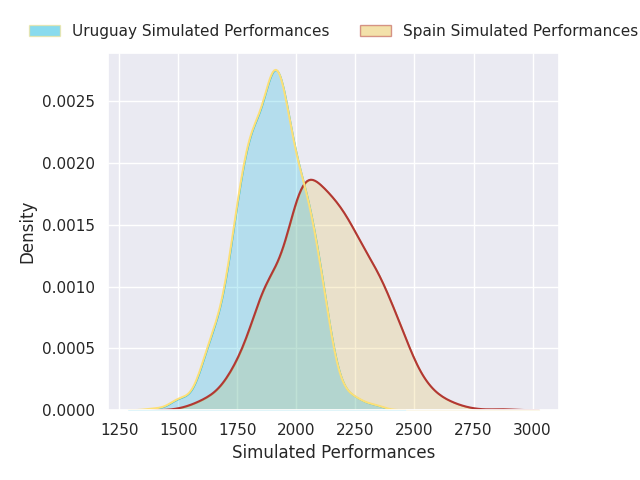 Uruguay Simulated Performances Spain Simulated Performances
0.0025
0.0020
0.0015
0.0010
0.0005
0.0000
Density
1250 1500 1750 2000 2250 2500 2750 3000
Simulated Performances